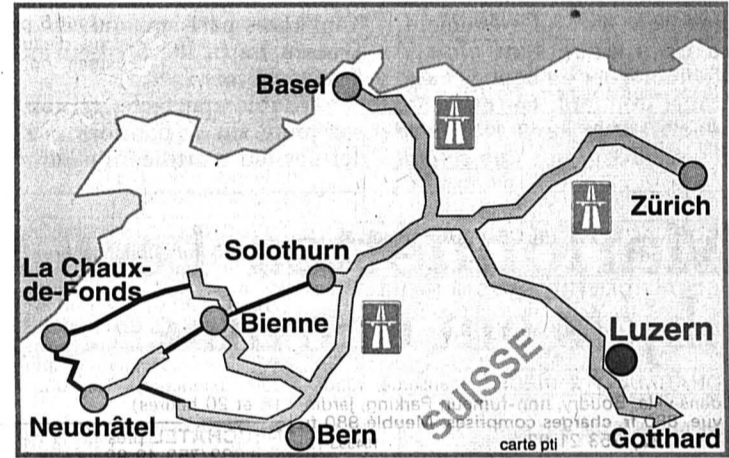 Basel
Zürich
Solothurn
La Chaux-
de-Fonds
Bienne
Luzern
SUISSE
Neuchâtel
Bern
carte pti
Gotthard